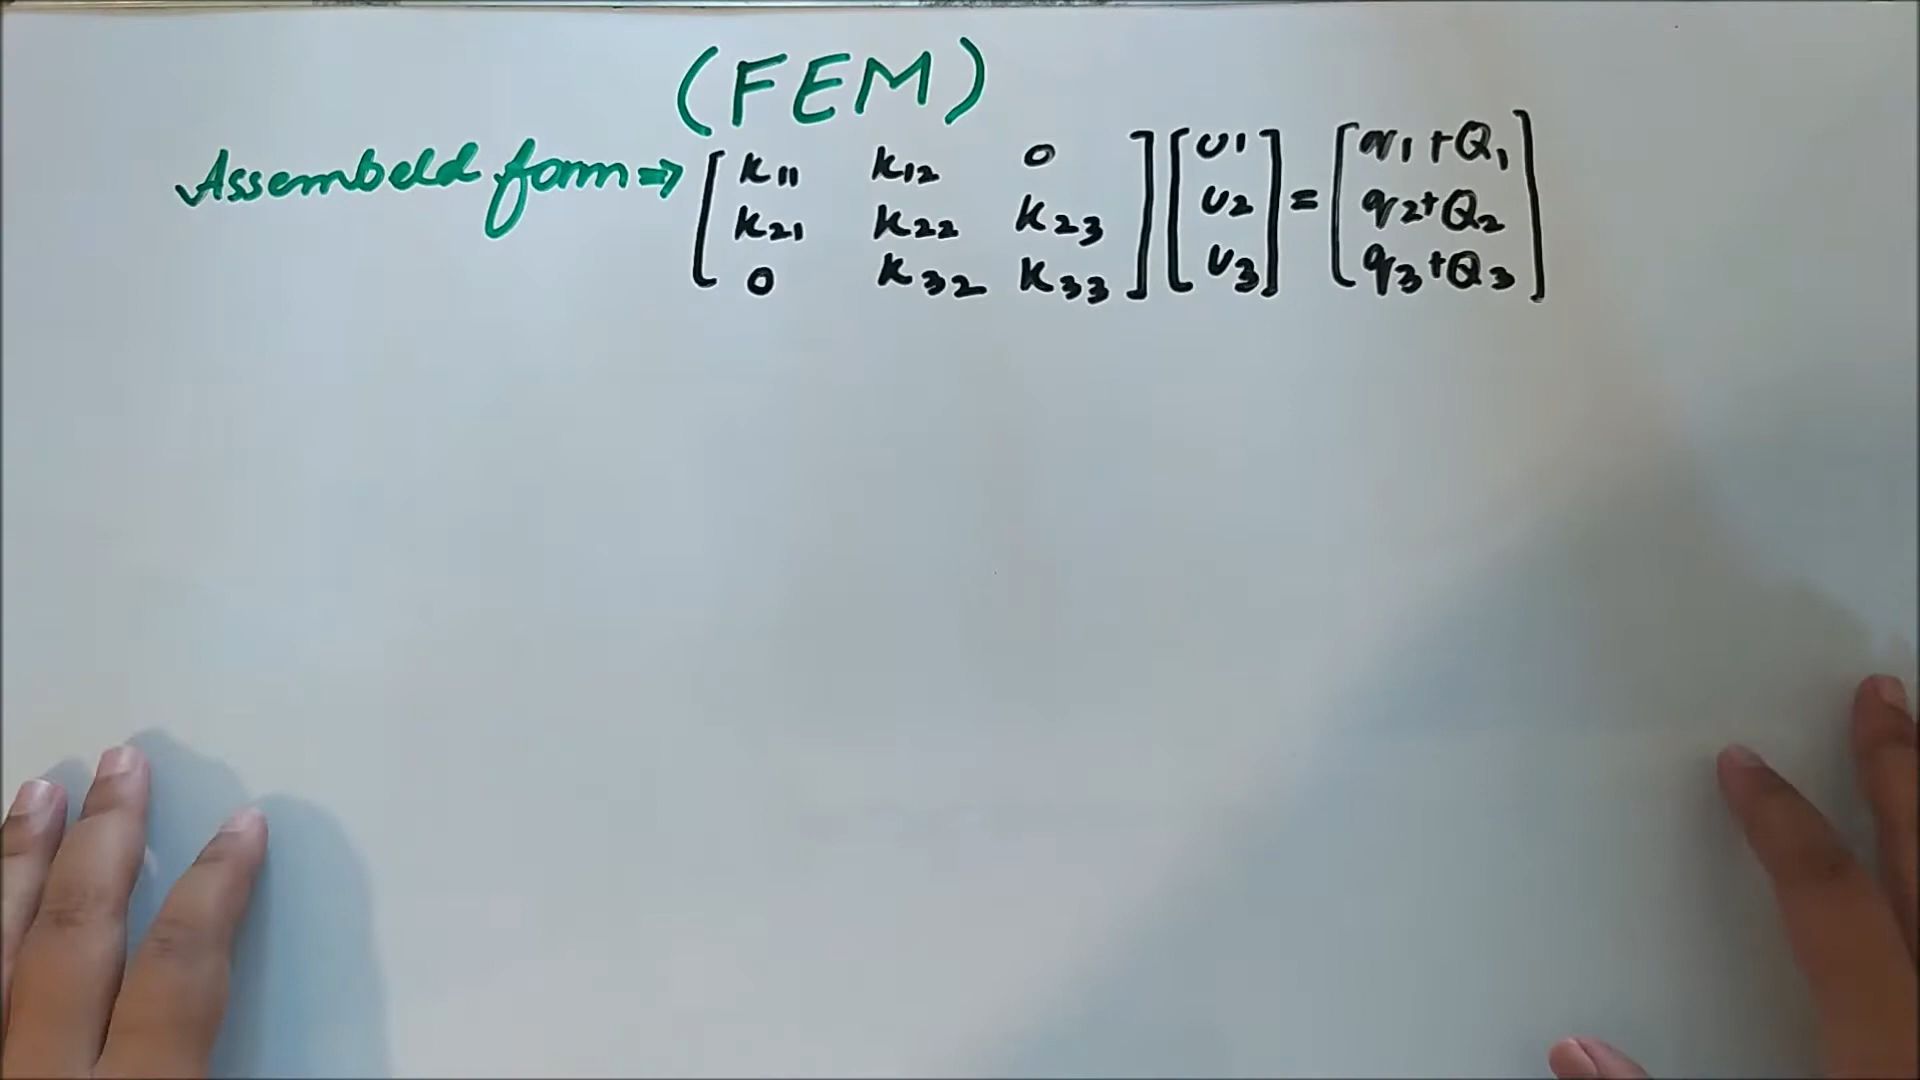 (FEM)
Assembeld form ⇒ [ K11 K12 0 ] [ U1 ] = [ q1+Q1 ]
[ K21 K22 K23 ] [ U2 ] [ q2+Q2 ]
[ 0 K32 K33 ] [ U3 ] [ q3+Q3 ]